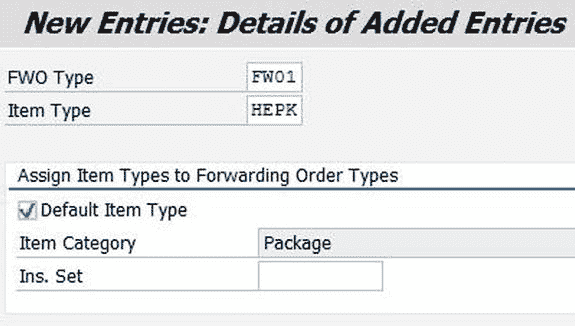 New Entries: Details of Added Entries
FWO Type FWO1
Item Type HEPK
Assign Item Types to Forwarding Order Types
Default Item Type
Item Category Package
Ins. Set